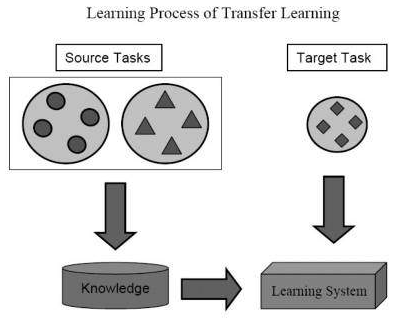 Learning Process of Transfer Learning
Source Tasks
Target Task
Knowledge
Learning System